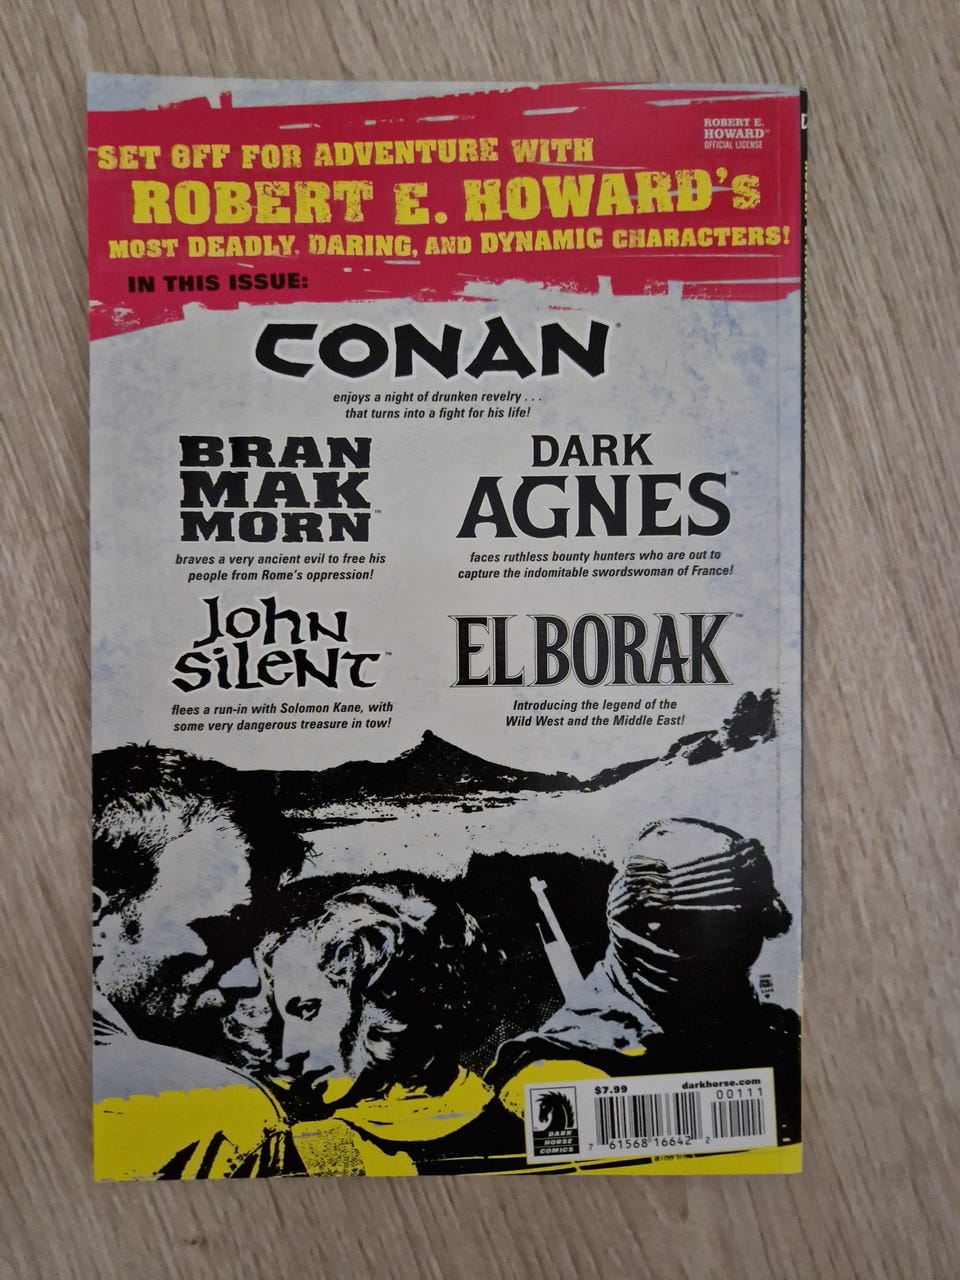 SET OFF FOR ADVENTURE WITH
ROBERT E. HOWARD'S
MOST DEADLY, DARING, AND DYNAMIC CHARACTERS!
ROBERT E.
HOWARD™
OFFICIAL LICENSE
IN THIS ISSUE:
CONAN®
enjoys a night of drunken revelry . . .
that turns into a fight for his life!
BRAN
MAK
MORN™
braves a very ancient evil to free his
people from Rome's oppression!
DARK
AGNES™
faces ruthless bounty hunters who are out to
capture the indomitable swordswoman of France!
John
Silent™
flees a run-in with Solomon Kane, with
some very dangerous treasure in tow!
EL BORAK™
Introducing the legend of the
Wild West and the Middle East!
DARK
HORSE
COMICS
$7.99
darkhorse.com
00111
7 61568 16642 2